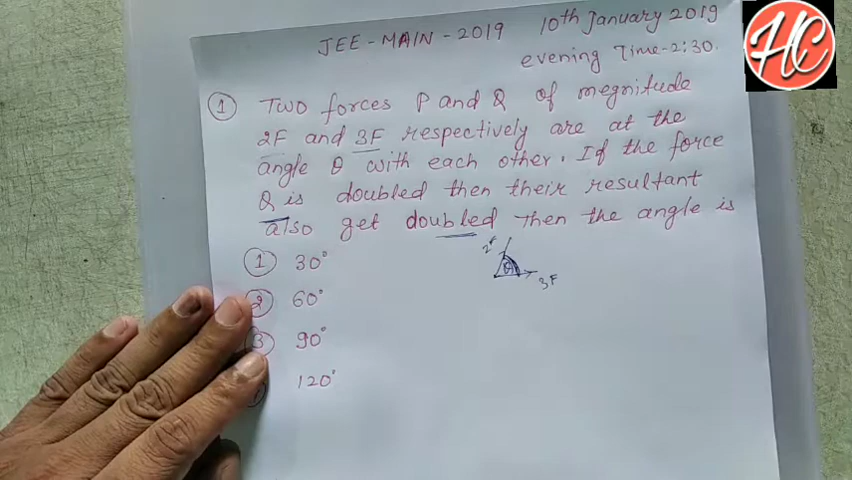 JEE-MAIN-2019 10th January 2019
evening Time-2:30.
HC
1 Two forces P and Q of megnitude
2F and 3F respectively are at the
angle θ with each other. If the force
Q is doubled then their resultant
also get doubled then the angle is
1 30°
2 60°
3 90°
120°
2F
θ
3F